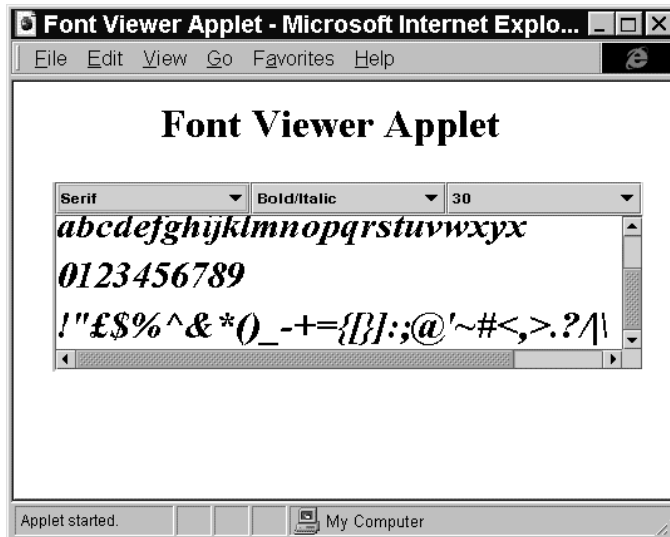 Font Viewer Applet - Microsoft Internet Explo...
File Edit View Go Favorites Help
Font Viewer Applet
Serif Bold/Italic 30
abcdefghijklmnopqrstuvwxyx
0123456789
!"£$%^&*()_-+={[}]:;@'~#<,>.?/|\
Applet started. My Computer